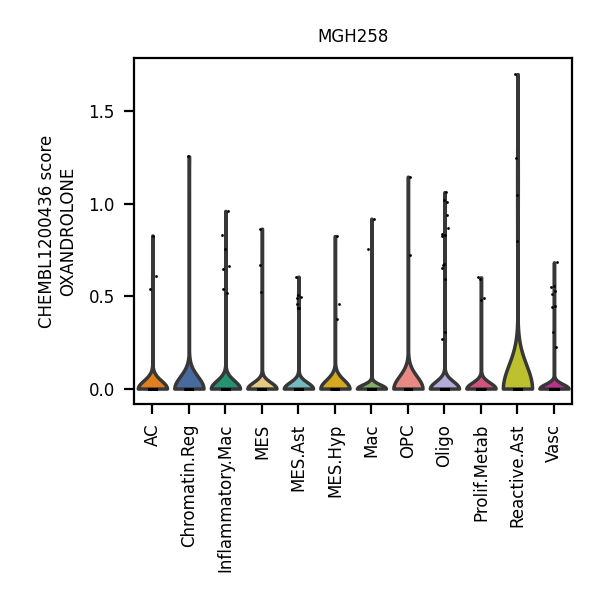 MGH258
CHEMBL1200436 score
OXANDROLONE
1.5
1.0
0.5
0.0
AC
Chromatin.Reg
Inflammatory.Mac
MES
MES.Ast
MES.Hyp
Mac
OPC
Oligo
Prolif.Metab
Reactive.Ast
Vasc